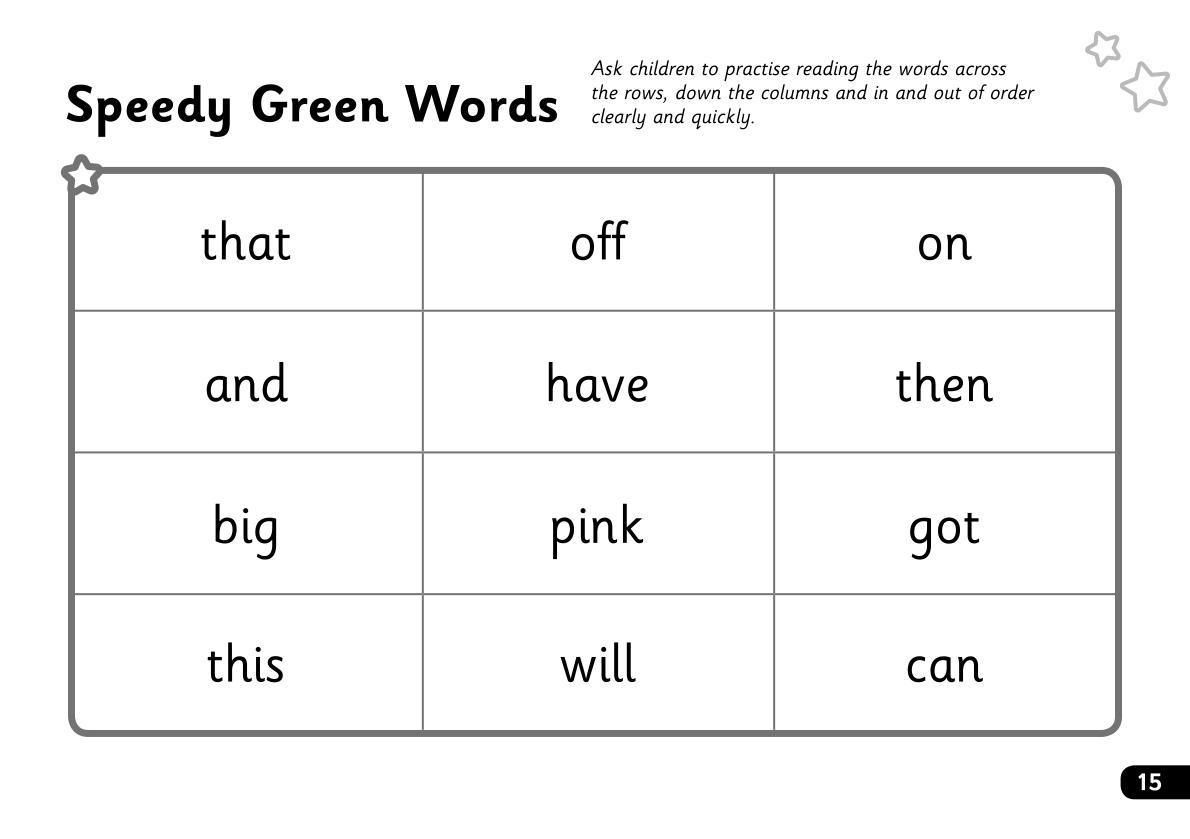 Speedy Green Words
Ask children to practise reading the words across
the rows, down the columns and in and out of order
clearly and quickly.
that off on
and have then
big pink got
this will can
15